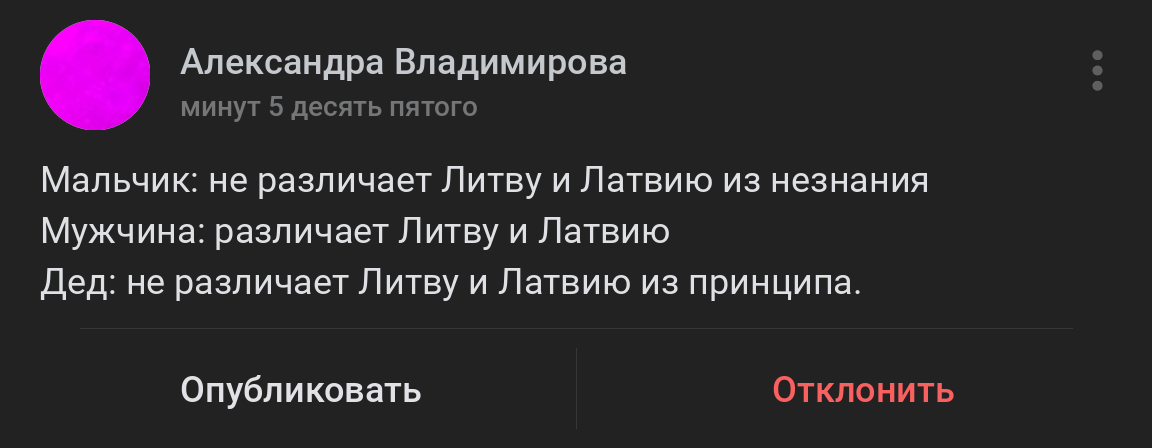 Александра Владимирова
минут 5 десять пятого
Мальчик: не различает Литву и Латвию из незнания
Мужчина: различает Литву и Латвию
Дед: не различает Литву и Латвию из принципа.
Опубликовать
Отклонить